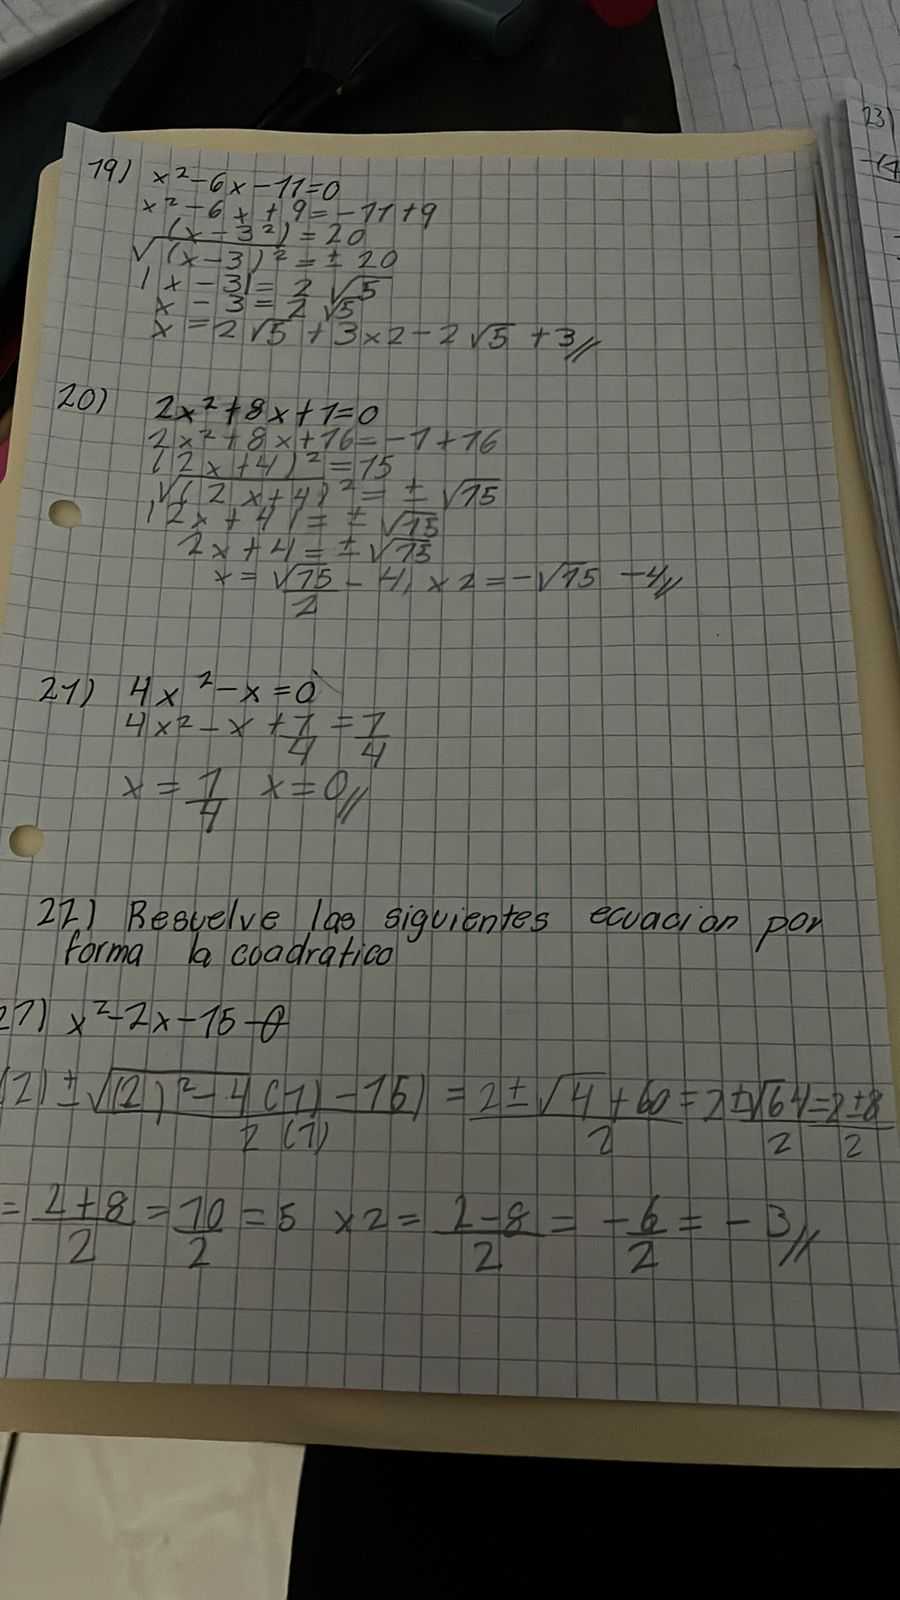 19) x²-6x-11=0
x²-6x+9=-11+9
(x-3²)=20
√(x-3)²=±20
|x-3|=2√5
x-3=2√5
x=2√5+3x2-2√5+3//
20) 2x²+8x+1=0
2x²+8x+16=-1+16
(2x+4)²=15
√(2x+4)²=±√15
|2x+4|=±√15
2x+4=±√15
x=√15/2-4, x2=-√15-4//
21) 4x²-x=0
4x²-x+1/4=1/4
x=1/4 x=0//
22) Resuelve las siguientes ecuacion por
forma la cuadratico
27) x²-2x-15-0
(2)±√(2)²-4(1)-15)/2(1)=2±√4+60/2=2±√64/2=2±8/2
=2+8/2=10/2=5 x2=2-8/2=-6/2=-3//
23)